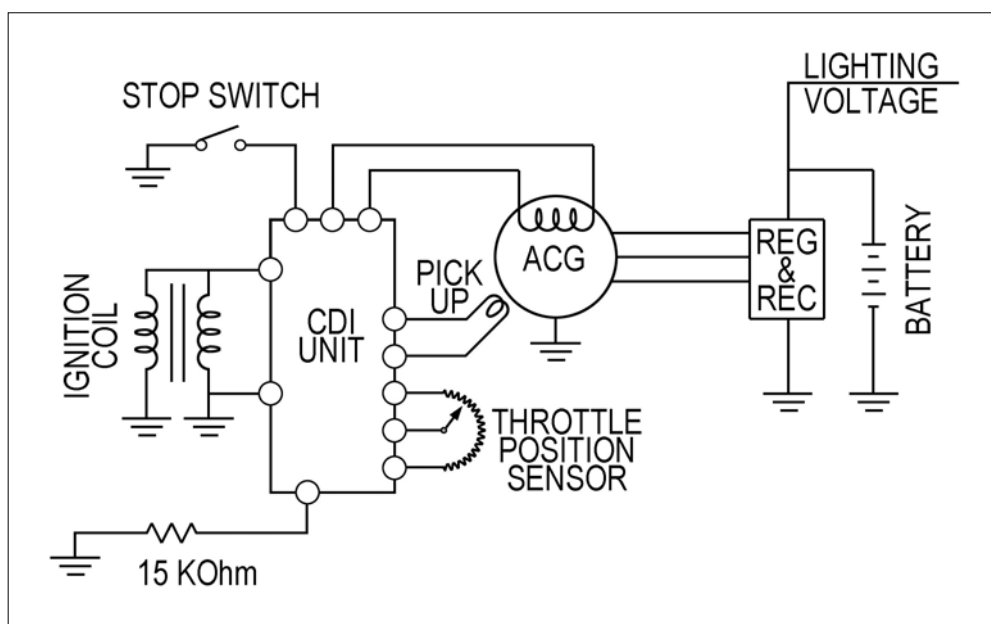 STOP SWITCH
LIGHTING
VOLTAGE
IGNITION
COIL
CDI
UNIT
PICK
UP
ACG
REG
&
REC
BATTERY
THROTTLE
POSITION
SENSOR
15 KOhm